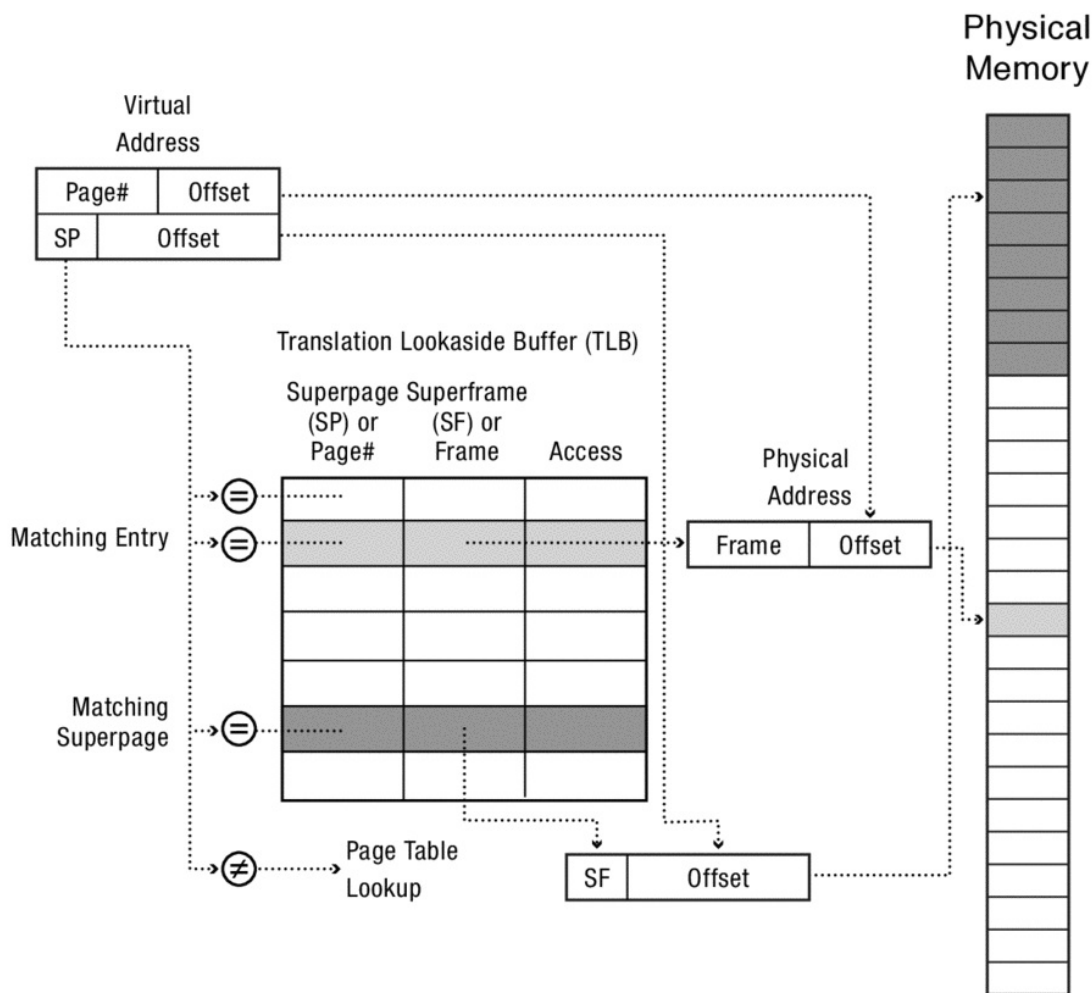 Physical
Memory
Virtual
Address
Page# Offset
SP Offset
Translation Lookaside Buffer (TLB)
Superpage Superframe
(SP) or (SF) or
Page# Frame Access
Physical
Address
=
Matching Entry = Frame Offset
Matching
Superpage =
≠ Page Table
Lookup
SF Offset